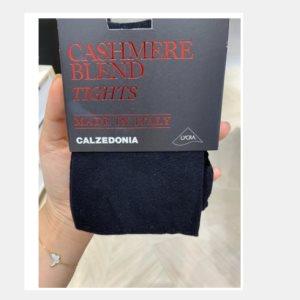 CASHMERE
BLEND
TIGHTS
MADE IN ITALY
CALZEDONIA
LYCRA